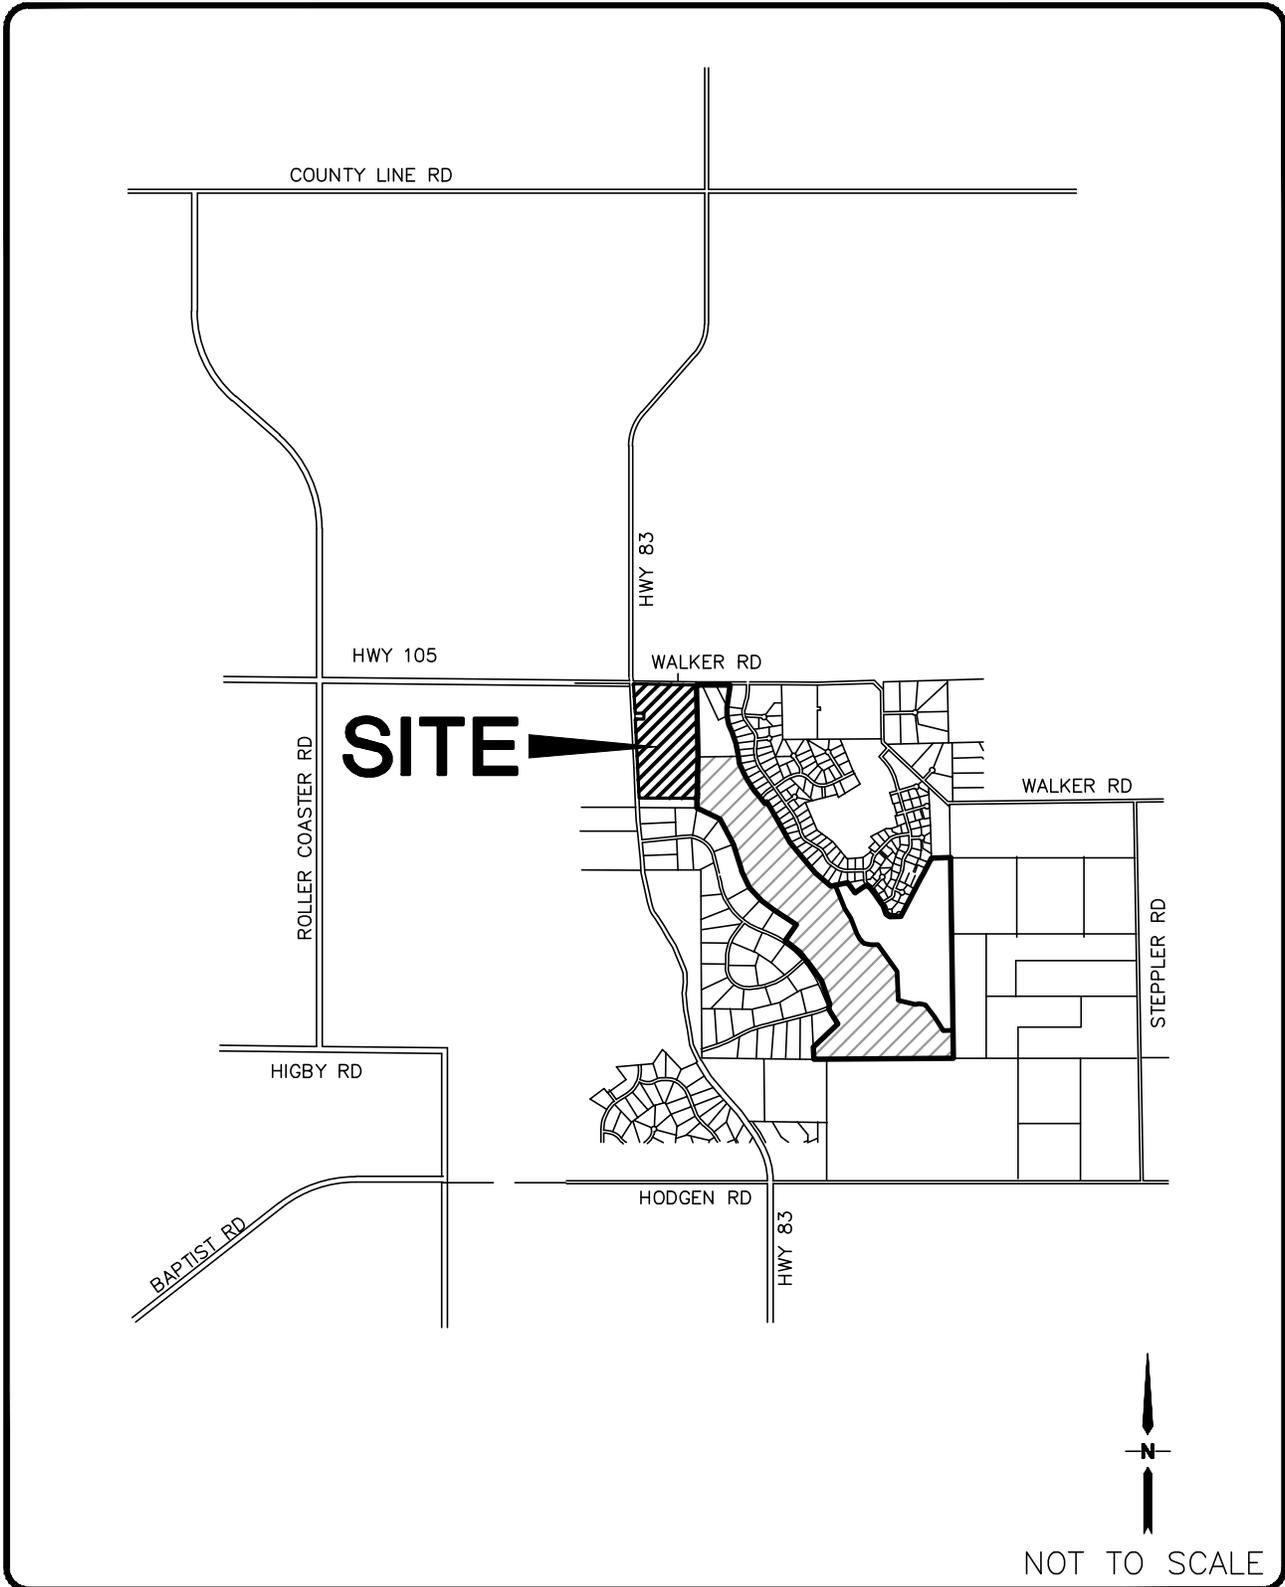 COUNTY LINE RD
HWY 83
HWY 105
WALKER RD
SITE
ROLLER COASTER RD
WALKER RD
STEPPLER RD
HIGBY RD
HODGEN RD
BAPTIST RD
HWY 83
N
NOT TO SCALE